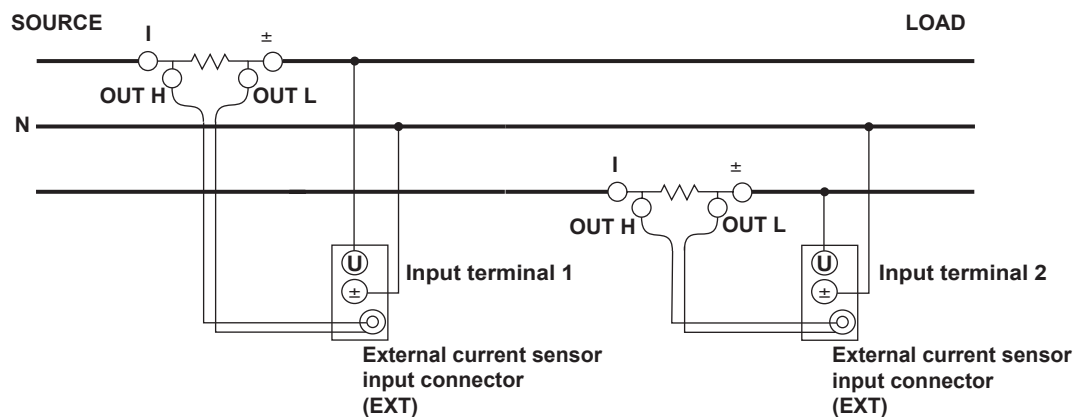 SOURCE
LOAD
I
±
OUT H
OUT L
N
I
±
OUT H
OUT L
U
±
Input terminal 1
U
±
Input terminal 2
External current sensor
input connector
(EXT)
External current sensor
input connector
(EXT)